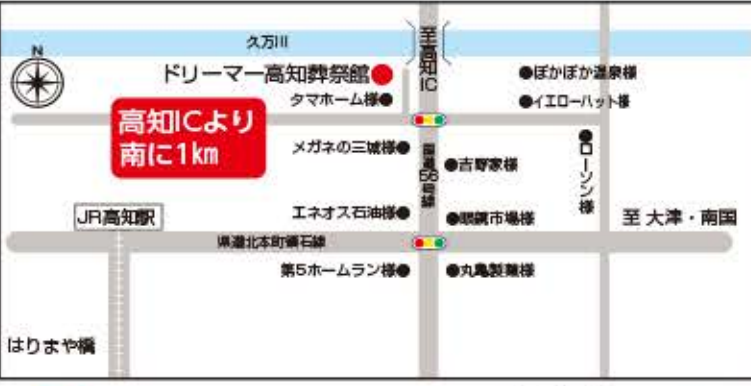 久万川
至高知IC
N
ドリーマー高知葬祭館
ぽかぽか温泉様
タマホーム様
イエローハット様
高知ICより
南に1km
メガネの三城様
国道56号線
吉野家様
ローソン様
JR高知駅
エネオス石油様
眼鏡市場様
至 大津・南国
県道北本町領石線
第5ホームラン様
丸亀製麺様
はりまや橋